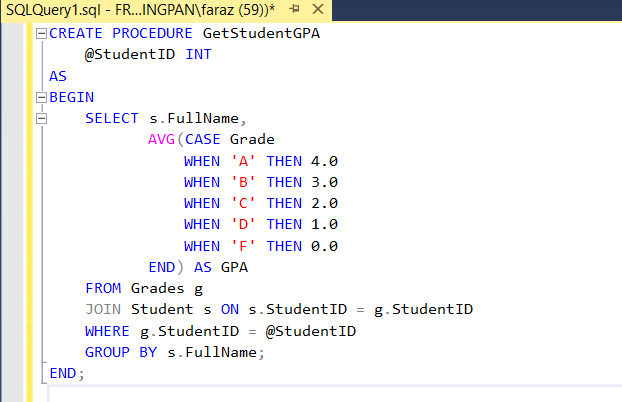 SQLQuery1.sql - FR...INGPAN\faraz (59))*
CREATE PROCEDURE GetStudentGPA
    @StudentID INT
AS
BEGIN
    SELECT s.FullName,
           AVG(CASE Grade
               WHEN 'A' THEN 4.0
               WHEN 'B' THEN 3.0
               WHEN 'C' THEN 2.0
               WHEN 'D' THEN 1.0
               WHEN 'F' THEN 0.0
           END) AS GPA
    FROM Grades g
    JOIN Student s ON s.StudentID = g.StudentID
    WHERE g.StudentID = @StudentID
    GROUP BY s.FullName;
END;